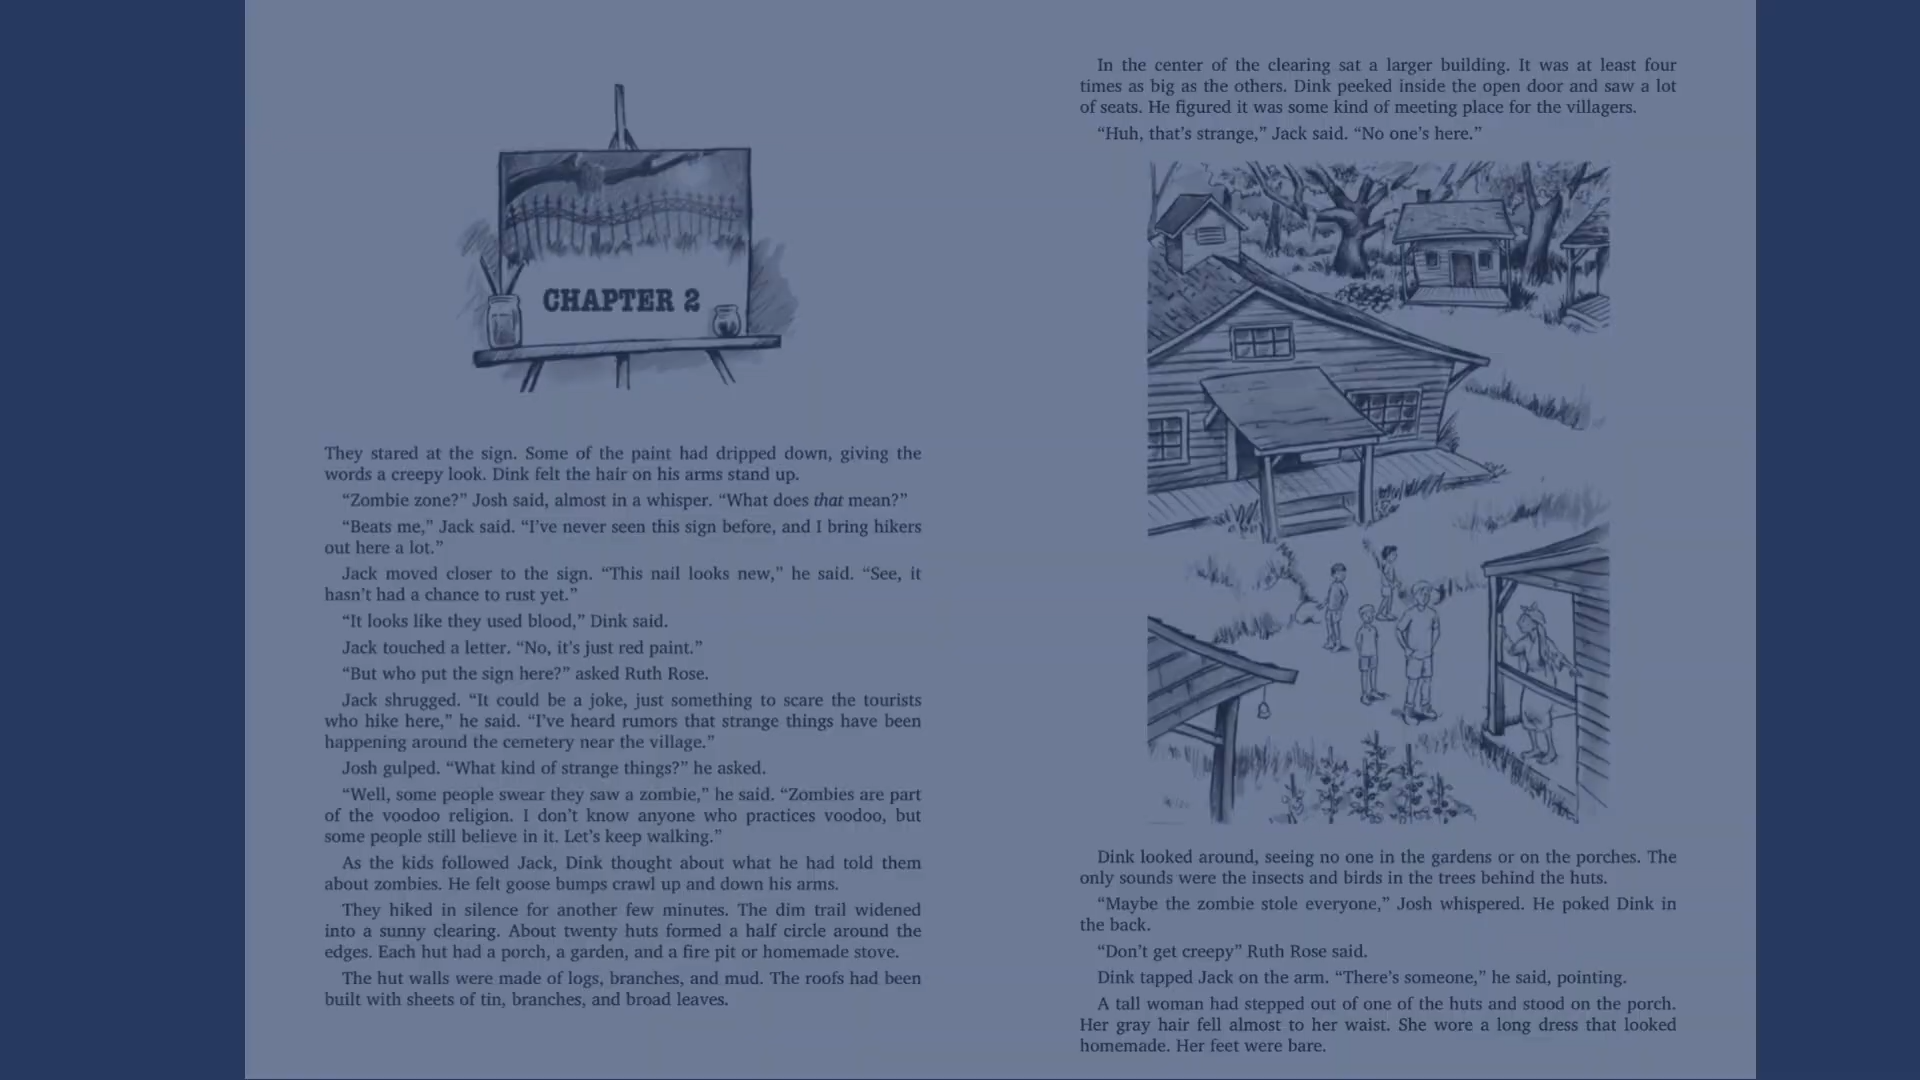 CHAPTER 2
They stared at the sign. Some of the paint had dripped down, giving the
words a creepy look. Dink felt the hair on his arms stand up.
“Zombie zone?” Josh said, almost in a whisper. “What does that mean?”
“Beats me,” Jack said. “I’ve never seen this sign before, and I bring hikers
out here a lot.”
Jack moved closer to the sign. “This nail looks new,” he said. “See, it
hasn’t had a chance to rust yet.”
“It looks like they used blood,” Dink said.
Jack touched a letter. “No, it’s just red paint.”
“But who put the sign here?” asked Ruth Rose.
Jack shrugged. “It could be a joke, just something to scare the tourists
who hike here,” he said. “I’ve heard rumors that strange things have been
happening around the cemetery near the village.”
Josh gulped. “What kind of strange things?” he asked.
“Well, some people swear they saw a zombie,” he said. “Zombies are part
of the voodoo religion. I don’t know anyone who practices voodoo, but
some people still believe in it. Let’s keep walking.”
As the kids followed Jack, Dink thought about what he had told them
about zombies. He felt goose bumps crawl up and down his arms.
They hiked in silence for another few minutes. The dim trail widened
into a sunny clearing. About twenty huts formed a half circle around the
edges. Each hut had a porch, a garden, and a fire pit or homemade stove.
The hut walls were made of logs, branches, and mud. The roofs had been
built with sheets of tin, branches, and broad leaves.
In the center of the clearing sat a larger building. It was at least four
times as big as the others. Dink peeked inside the open door and saw a lot
of seats. He figured it was some kind of meeting place for the villagers.
“Huh, that’s strange,” Jack said. “No one’s here.”
Dink looked around, seeing no one in the gardens or on the porches. The
only sounds were the insects and birds in the trees behind the huts.
“Maybe the zombie stole everyone,” Josh whispered. He poked Dink in
the back.
“Don’t get creepy” Ruth Rose said.
Dink tapped Jack on the arm. “There’s someone,” he said, pointing.
A tall woman had stepped out of one of the huts and stood on the porch.
Her gray hair fell almost to her waist. She wore a long dress that looked
homemade. Her feet were bare.